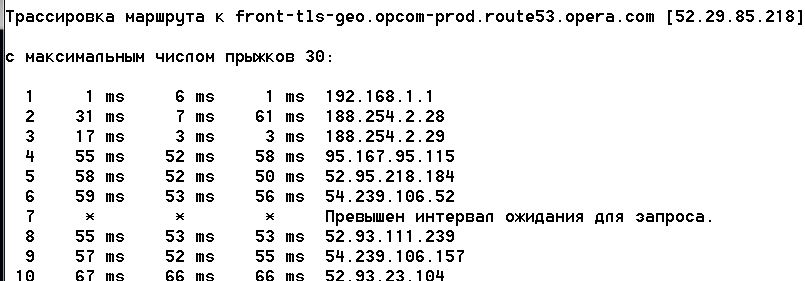 Трассировка маршрута к front-tls-geo.opcom-prod.route53.opera.com [52.29.85.218]
с максимальным числом прыжков 30:
1 1 ms 6 ms 1 ms 192.168.1.1
2 31 ms 7 ms 61 ms 188.254.2.28
3 17 ms 3 ms 3 ms 188.254.2.29
4 55 ms 52 ms 58 ms 95.167.95.115
5 58 ms 52 ms 50 ms 52.95.218.184
6 59 ms 53 ms 56 ms 54.239.106.52
7 * * * Превышен интервал ожидания для запроса.
8 55 ms 53 ms 53 ms 52.93.111.239
9 57 ms 52 ms 55 ms 54.239.106.157
10 67 ms 66 ms 66 ms 52.93.23.104